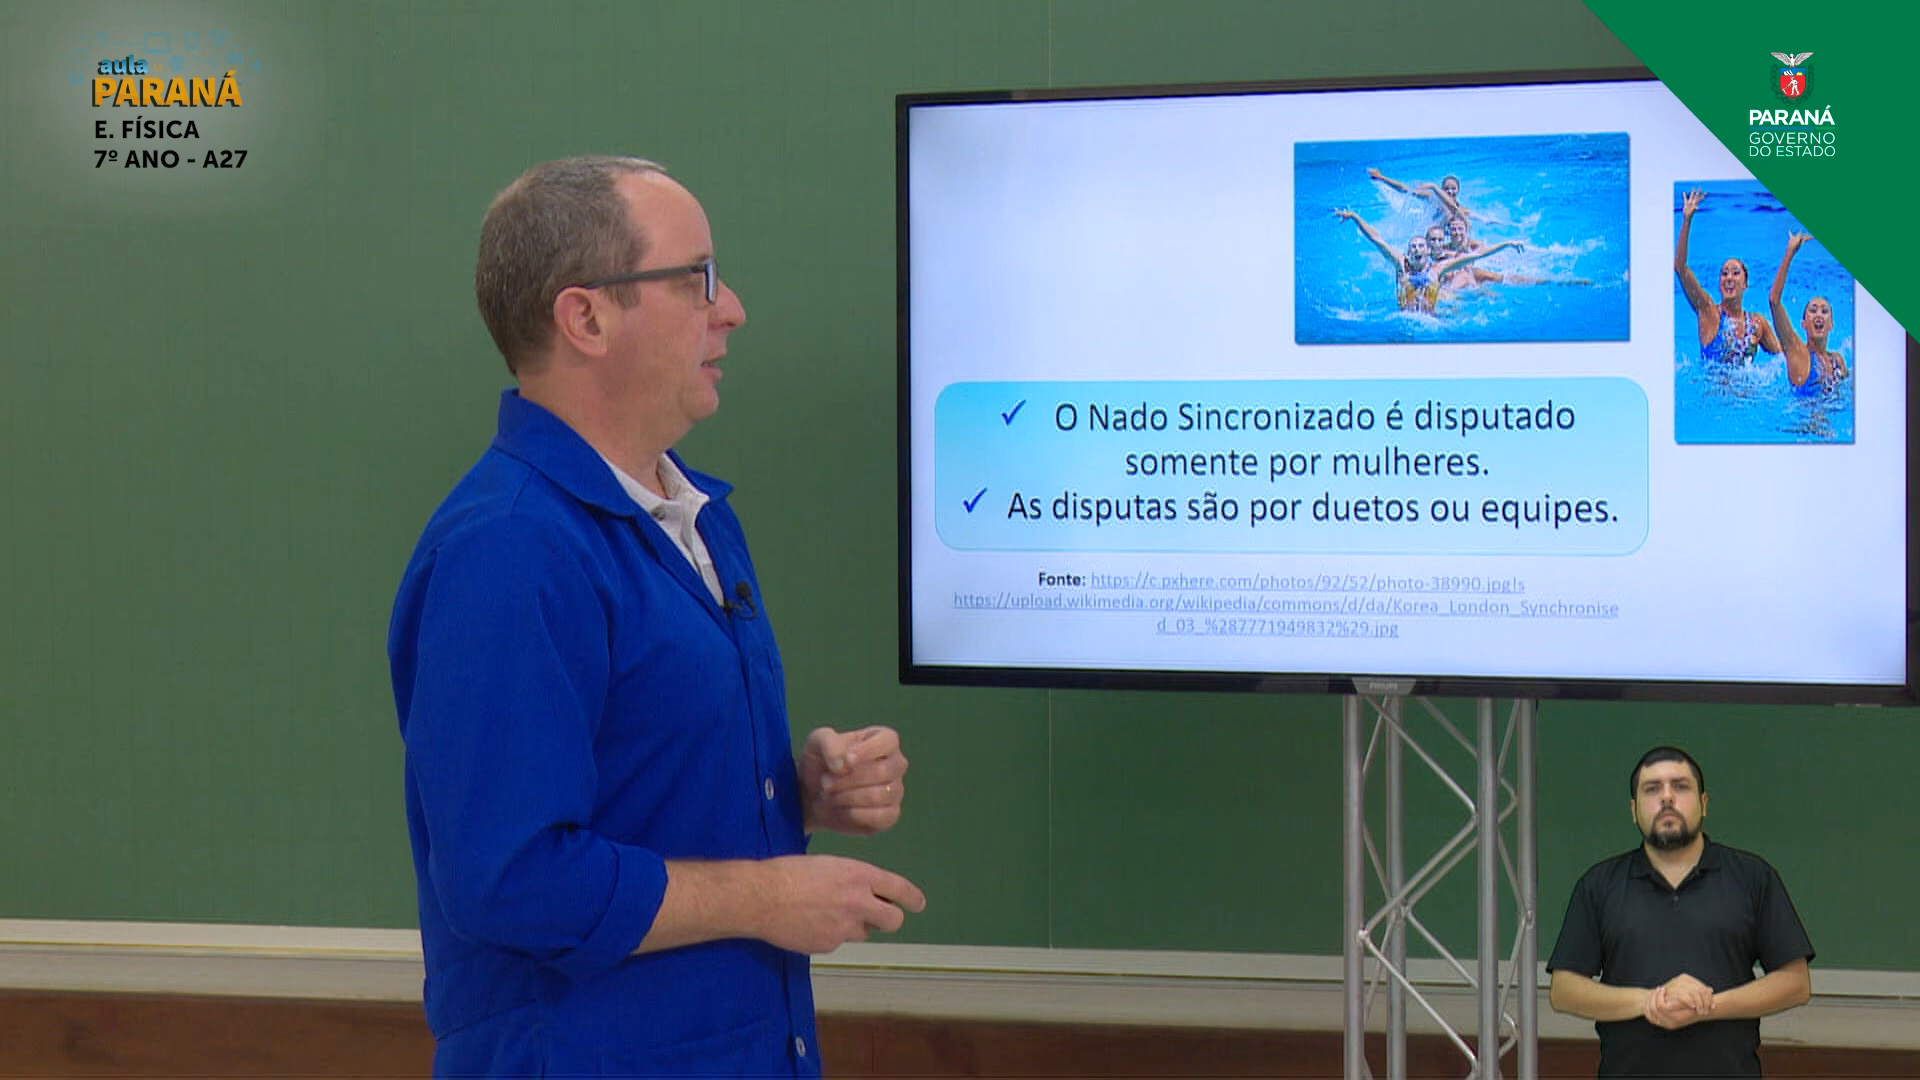 aula
PARANÁ
E. FÍSICA
7º ANO - A27
PARANÁ
GOVERNO
DO ESTADO
✓ O Nado Sincronizado é disputado
somente por mulheres.
✓ As disputas são por duetos ou equipes.
Fonte: https://c.pxhere.com/photos/92/52/photo-38990.jpg!s
https://upload.wikimedia.org/wikipedia/commons/d/da/Korea_London_Synchronise
d_03_%287771949832%29.jpg
PHILIPS